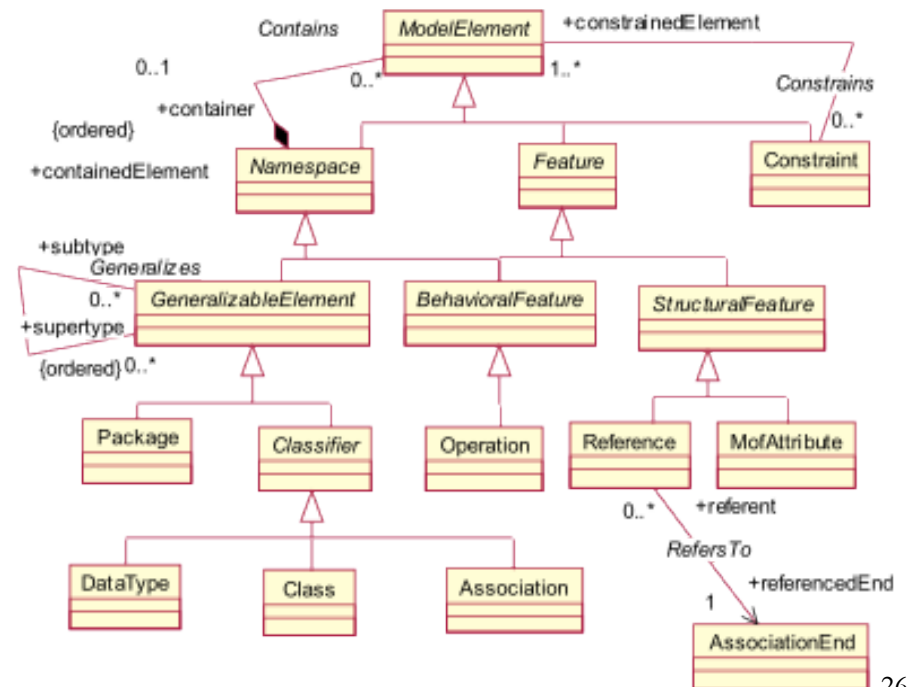 Contains
ModelElement
+constrainedElement
0..1
0..*
1..*
Constrains
+container
0..*
{ordered}
+containedElement
Namespace
Feature
Constraint
+subtype
Generalizes
0..*
GeneralizableElement
BehavioralFeature
StructuralFeature
+supertype
{ordered}
0..*
Package
Classifier
Operation
Reference
MofAttribute
0..*
+referent
RefersTo
DataType
Class
Association
+referencedEnd
1
AssociationEnd
26